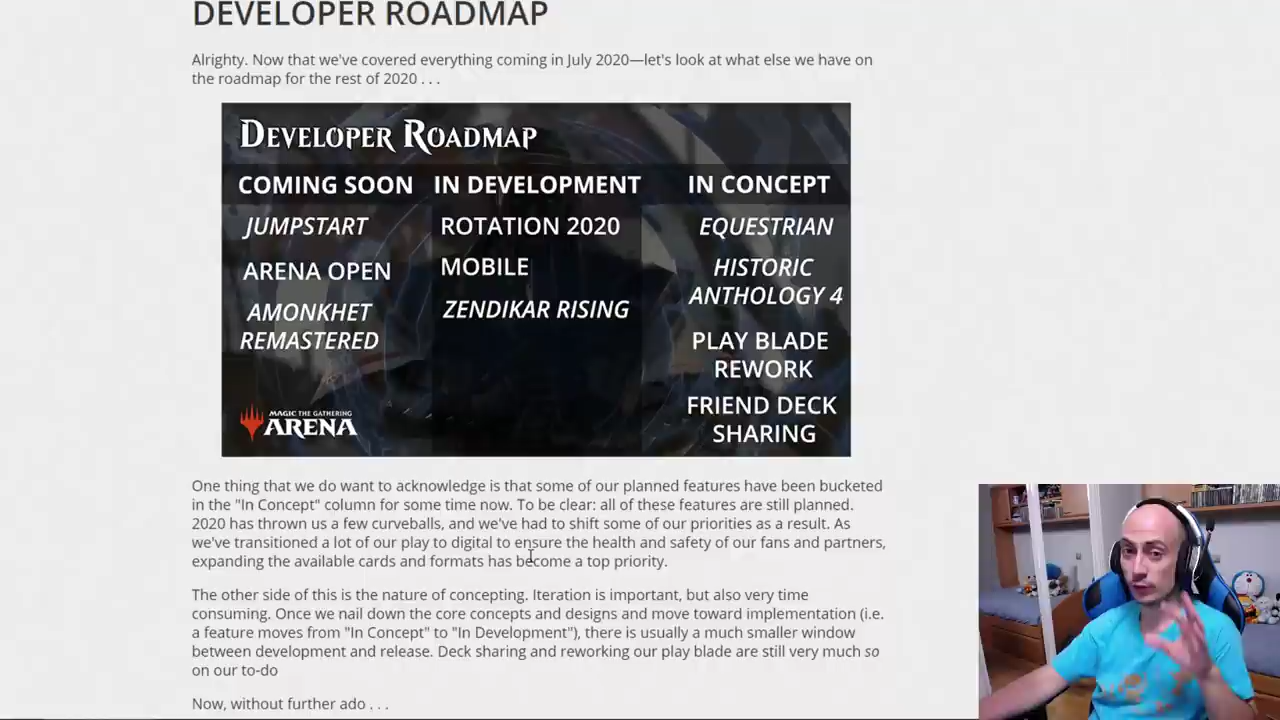 DEVELOPER ROADMAP
Alrighty. Now that we've covered everything coming in July 2020—let's look at what else we have on
the roadmap for the rest of 2020 . . .
DEVELOPER ROADMAP
COMING SOON
JUMPSTART
ARENA OPEN
AMONKHET
REMASTERED
IN DEVELOPMENT
ROTATION 2020
MOBILE
ZENDIKAR RISING
IN CONCEPT
EQUESTRIAN
HISTORIC
ANTHOLOGY 4
PLAY BLADE
REWORK
FRIEND DECK
SHARING
MAGIC THE GATHERING
ARENA
One thing that we do want to acknowledge is that some of our planned features have been bucketed
in the "In Concept" column for some time now. To be clear: all of these features are still planned.
2020 has thrown us a few curveballs, and we've had to shift some of our priorities as a result. As
we've transitioned a lot of our play to digital to ensure the health and safety of our fans and partners,
expanding the available cards and formats has become a top priority.
The other side of this is the nature of concepting. Iteration is important, but also very time
consuming. Once we nail down the core concepts and designs and move toward implementation (i.e.
a feature moves from "In Concept" to "In Development"), there is usually a much smaller window
between development and release. Deck sharing and reworking our play blade are still very much so
on our to-do
Now, without further ado . . .